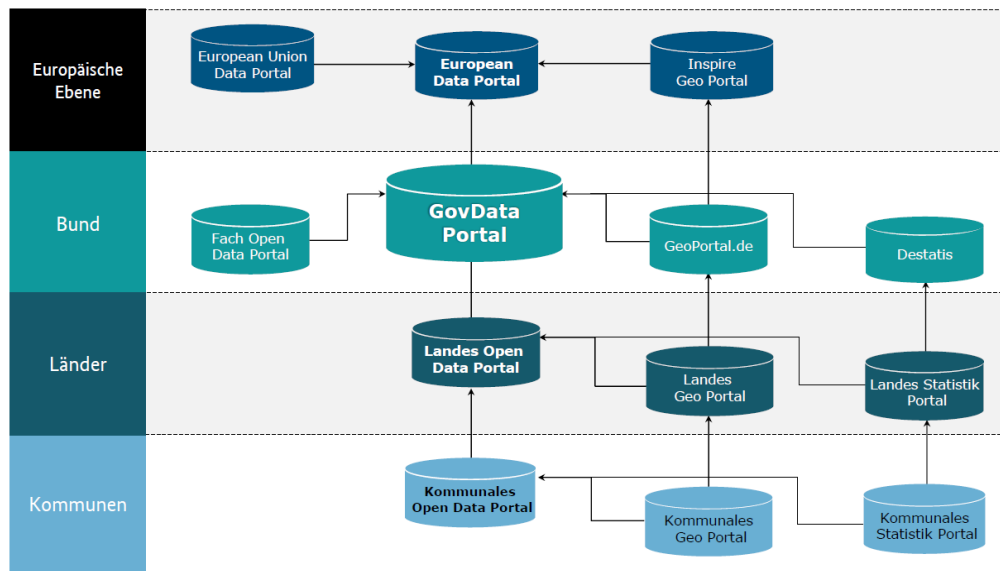 Europäische
Ebene
European Union
Data Portal
European
Data Portal
Inspire
Geo Portal
Bund
Fach Open
Data Portal
GovData
Portal
GeoPortal.de
Destatis
Länder
Landes Open
Data Portal
Landes
Geo Portal
Landes Statistik
Portal
Kommunen
Kommunales
Open Data Portal
Kommunales
Geo Portal
Kommunales
Statistik Portal